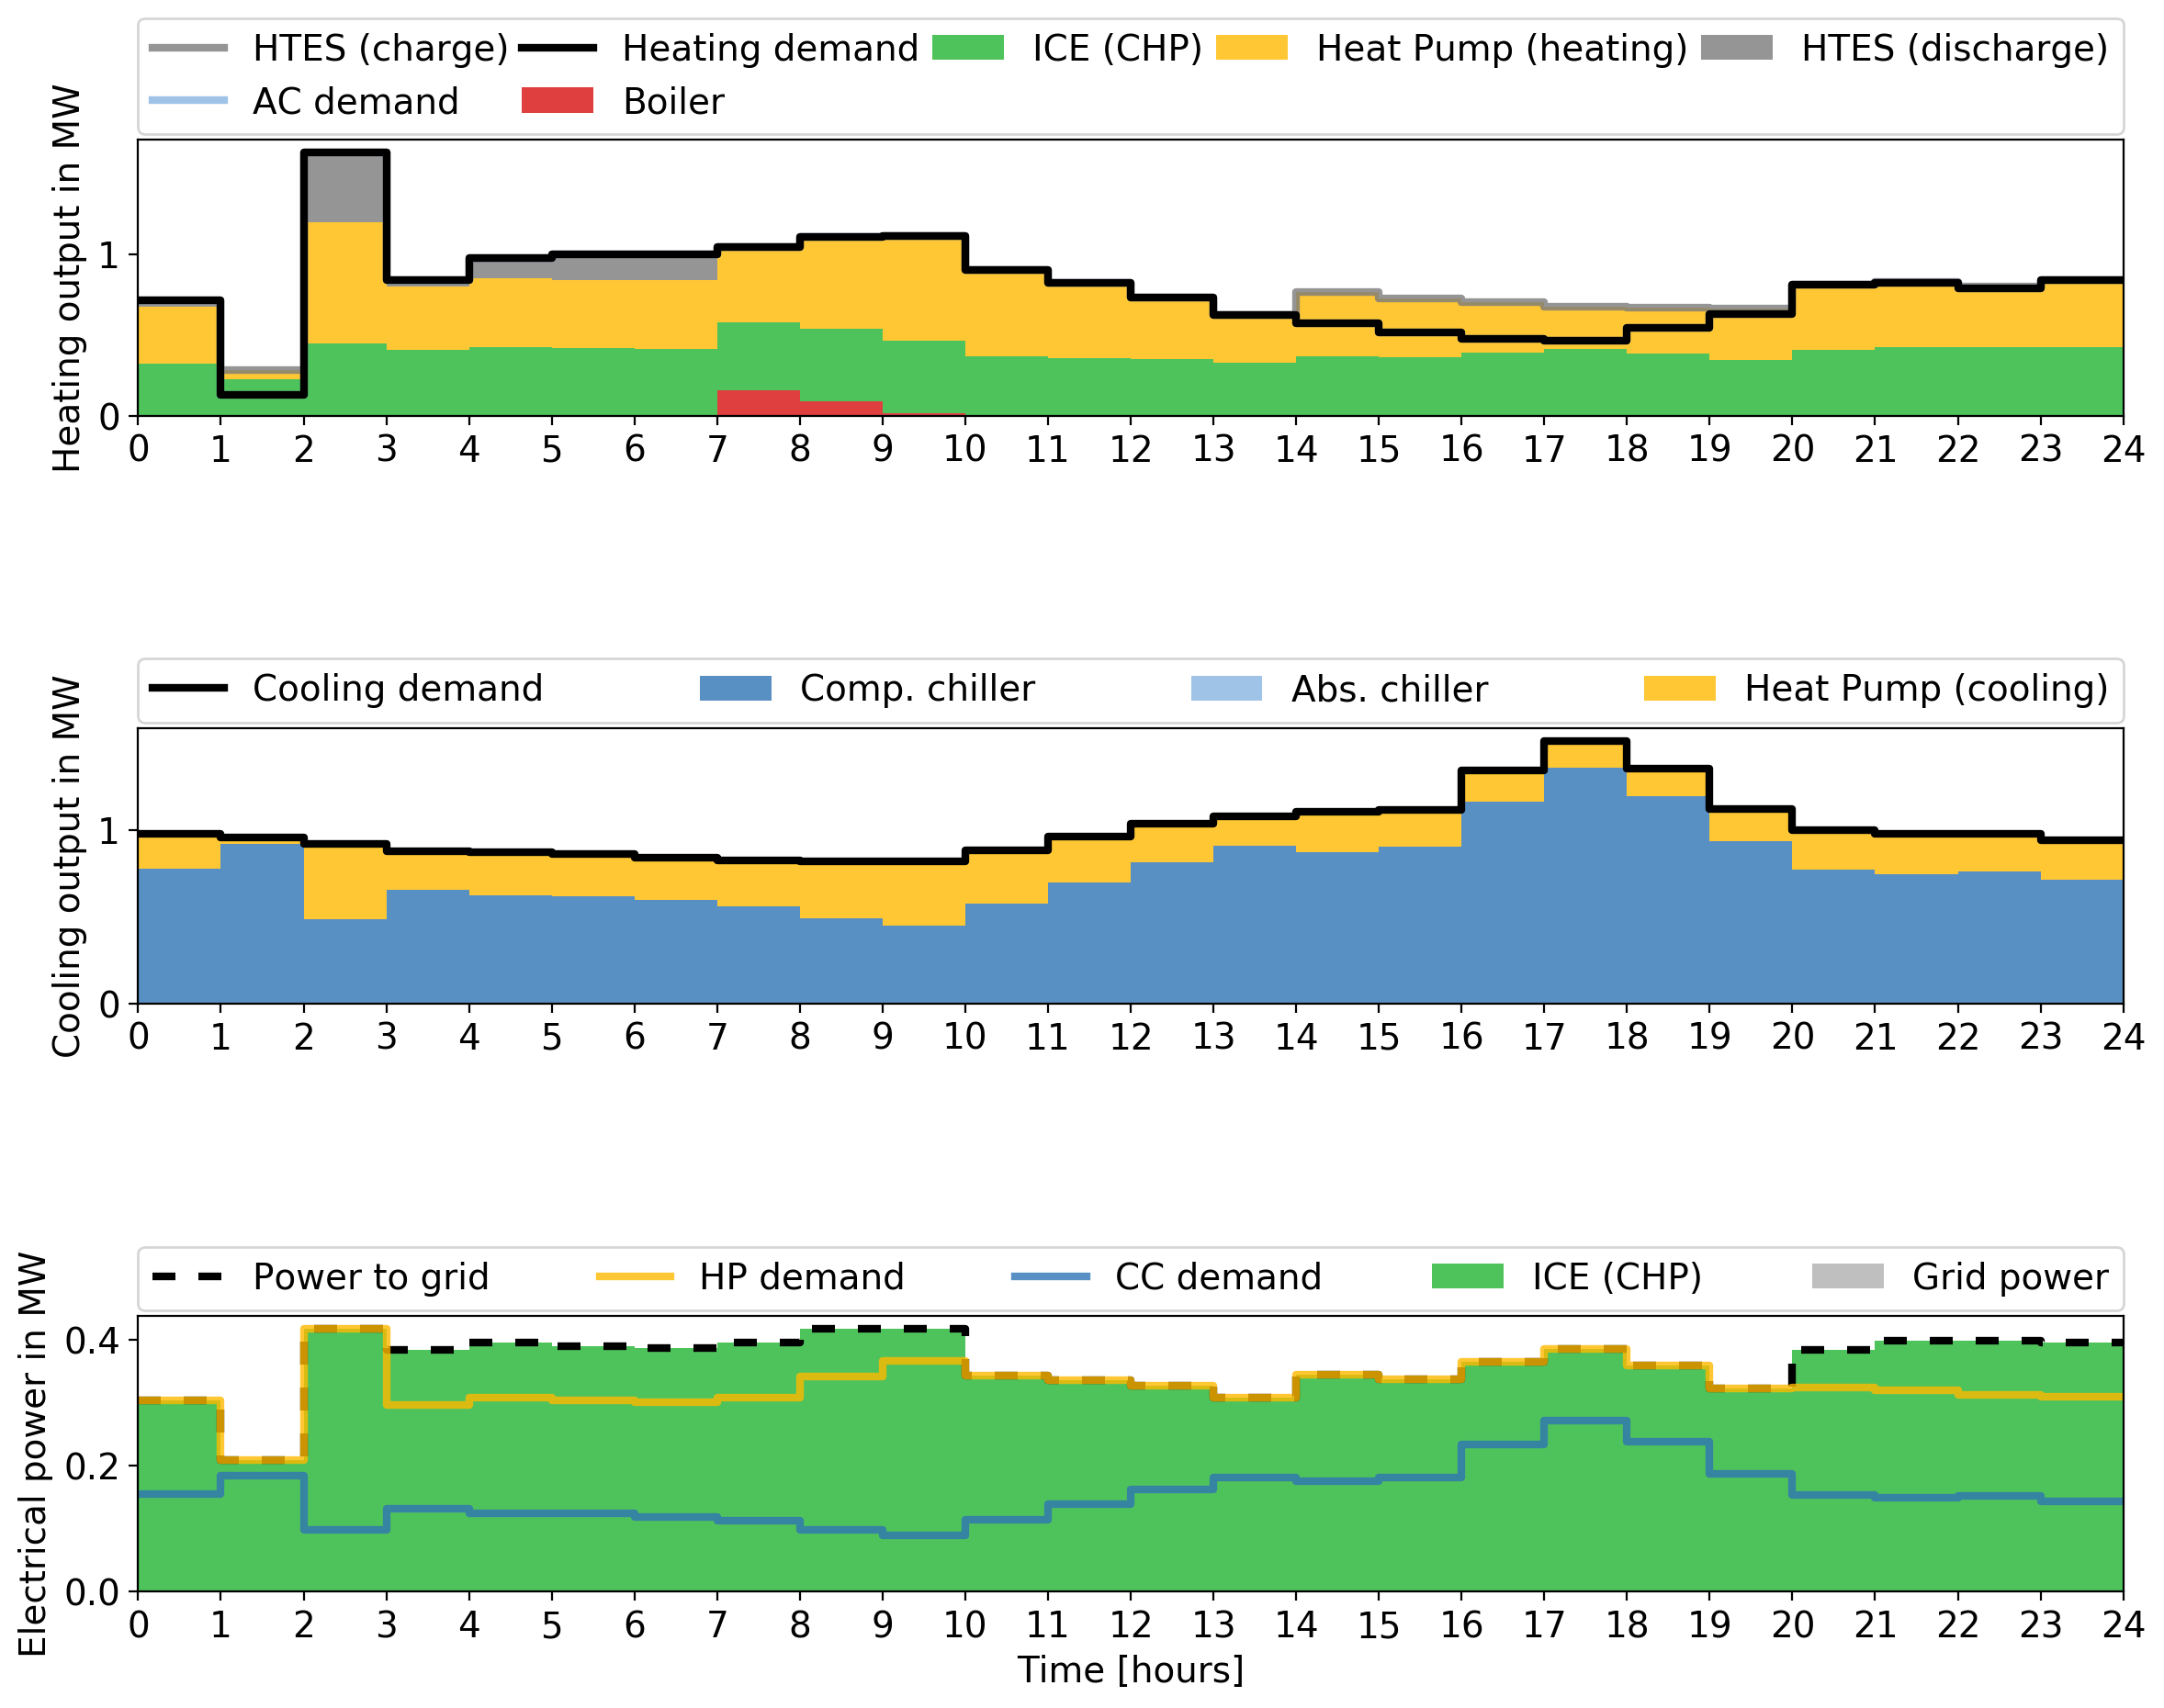 HTES (charge) Heating demand ICE (CHP) Heat Pump (heating) HTES (discharge)
AC demand Boiler
Heating output in MW
1
0
0 1 2 3 4 5 6 7 8 9 10 11 12 13 14 15 16 17 18 19 20 21 22 23 24
Cooling demand Comp. chiller Abs. chiller Heat Pump (cooling)
Cooling output in MW
1
0
0 1 2 3 4 5 6 7 8 9 10 11 12 13 14 15 16 17 18 19 20 21 22 23 24
Power to grid HP demand CC demand ICE (CHP) Grid power
Electrical power in MW
0.4
0.2
0.0
0 1 2 3 4 5 6 7 8 9 10 11 12 13 14 15 16 17 18 19 20 21 22 23 24
Time [hours]